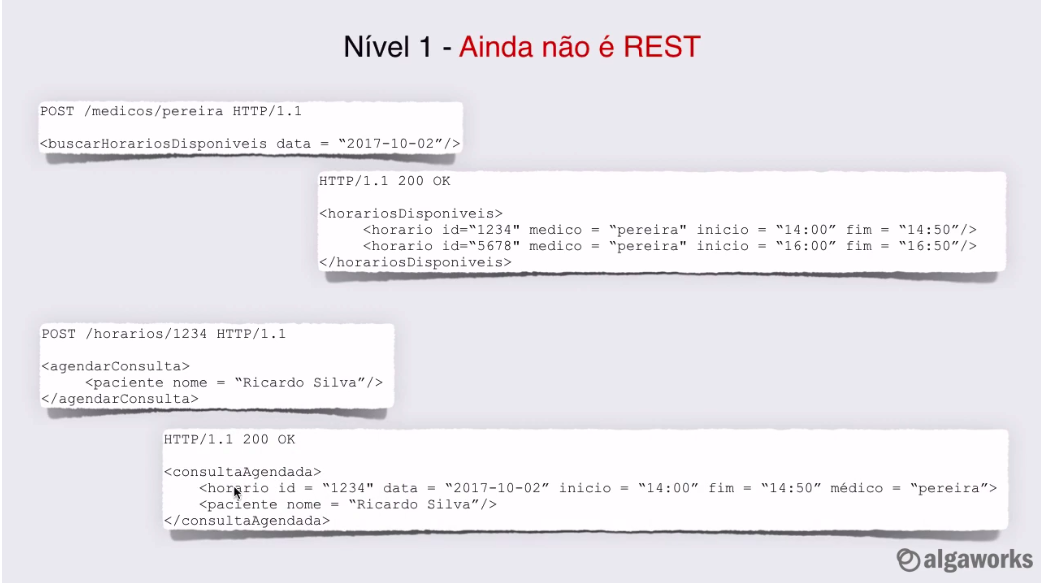 Nível 1 - Ainda não é REST
POST /medicos/pereira HTTP/1.1
<buscarHorariosDisponiveis data = “2017-10-02”/>
HTTP/1.1 200 OK
<horariosDisponiveis>
<horario id=“1234" medico = “pereira" inicio = “14:00” fim = “14:50”/>
<horario id=“5678" medico = “pereira" inicio = “16:00” fim = “16:50”/>
</horariosDisponiveis>
POST /horarios/1234 HTTP/1.1
<agendarConsulta>
<paciente nome = “Ricardo Silva”/>
</agendarConsulta>
HTTP/1.1 200 OK
<consultaAgendada>
<horario id = “1234" data = “2017-10-02” inicio = “14:00” fim = “14:50” médico = “pereira”>
<paciente nome = “Ricardo Silva”/>
</consultaAgendada>
algaworks